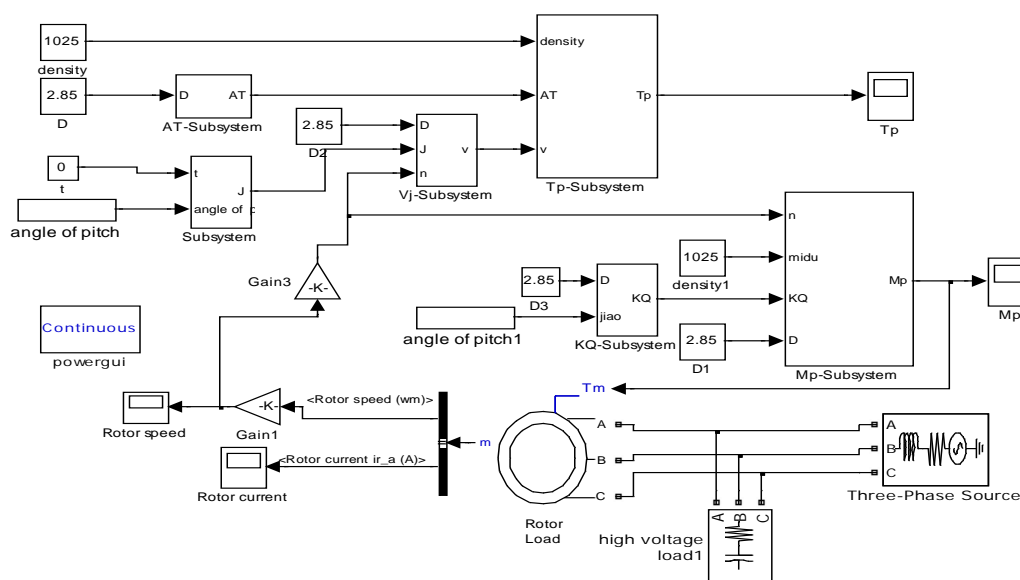 1025
density
density
2.85
D
D
AT
AT-Subsystem
AT
Tp
Tp
2.85
D2
D
J
n
v
Vj-Subsystem
v
Tp-Subsystem
0
t
t
J
angle of p
angle of pitch
Subsystem
Gain3
-K-
n
1025
density1
midu
Mp
Mp
2.85
D3
D
KQ
jiao
KQ
angle of pitch1
KQ-Subsystem
2.85
D1
D
Mp-Subsystem
Continuous
powergui
Tm
Rotor speed
-K-
Gain1
<Rotor speed (wm)>
m
A
B
C
A
B
C
Three-Phase Source
Rotor current
<Rotor current ir_a (A)>
Rotor
Load
A
B
C
high voltage
load1